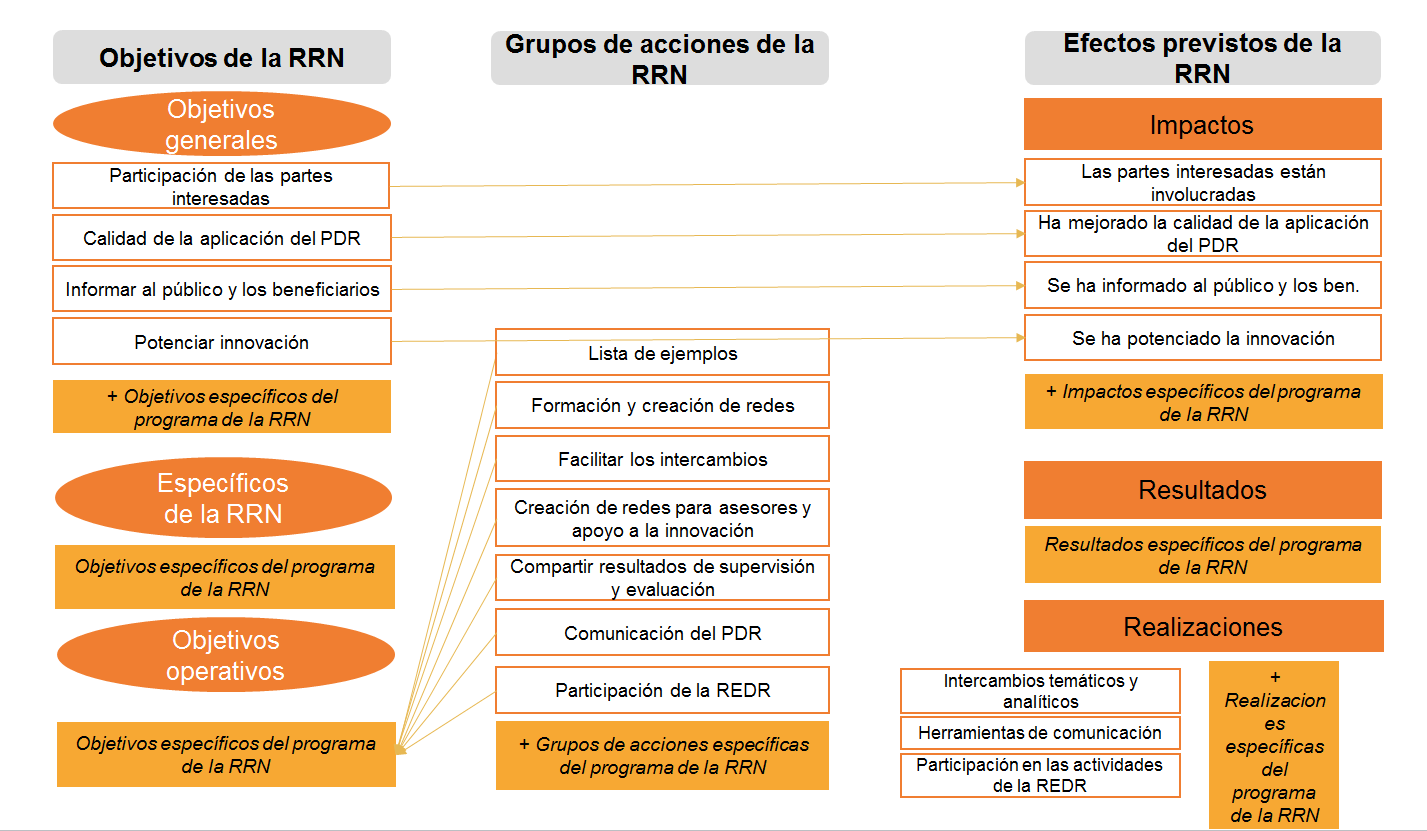 Objetivos de la RRN
Objetivos
generales
Participación de las partes
interesadas
Calidad de la aplicación del PDR
Informar al público y los beneficiarios
Potenciar innovación
+ Objetivos específicos del
programa de la RRN
Específicos
de la RRN
Objetivos específicos del programa
de la RRN
Objetivos
operativos
Objetivos específicos del programa
de la RRN
Grupos de acciones de la
RRN
Lista de ejemplos
Formación y creación de redes
Facilitar los intercambios
Creación de redes para asesores y
apoyo a la innovación
Compartir resultados de supervisión
y evaluación
Comunicación del PDR
Participación de la REDR
+ Grupos de acciones específicas
del programa de la RRN
Efectos previstos de la
RRN
Impactos
Las partes interesadas están
involucradas
Ha mejorado la calidad de la aplicación
del PDR
Se ha informado al público y los ben.
Se ha potenciado la innovación
+ Impactos específicos del programa
de la RRN
Resultados
Resultados específicos del programa
de la RRN
Realizaciones
Intercambios temáticos y
analíticos
Herramientas de comunicación
Participación en las actividades
de la REDR
+
Realizacion
es
específicas
del
programa
de la RRN